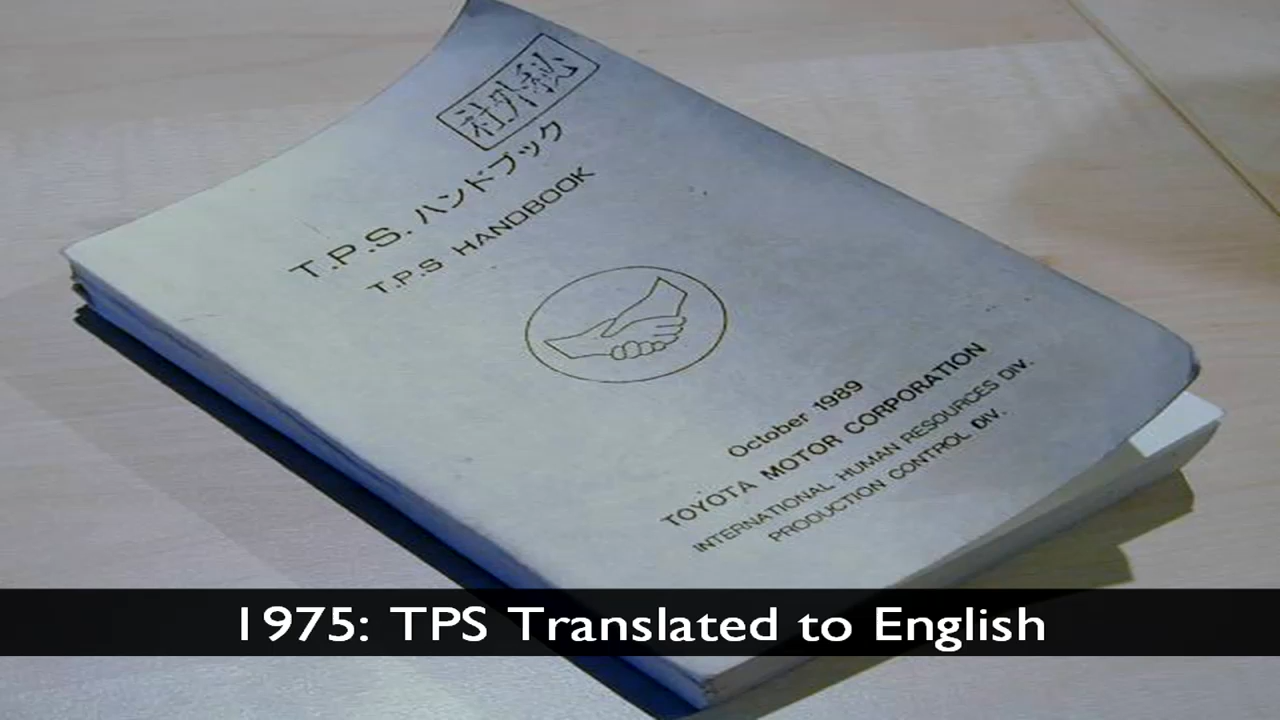 社外秘
T.P.S. ハンドブック
T.P.S HANDBOOK
October 1989
TOYOTA MOTOR CORPORATION
INTERNATIONAL HUMAN RESOURCES DIV.
PRODUCTION CONTROL DIV.
1975: TPS Translated to English